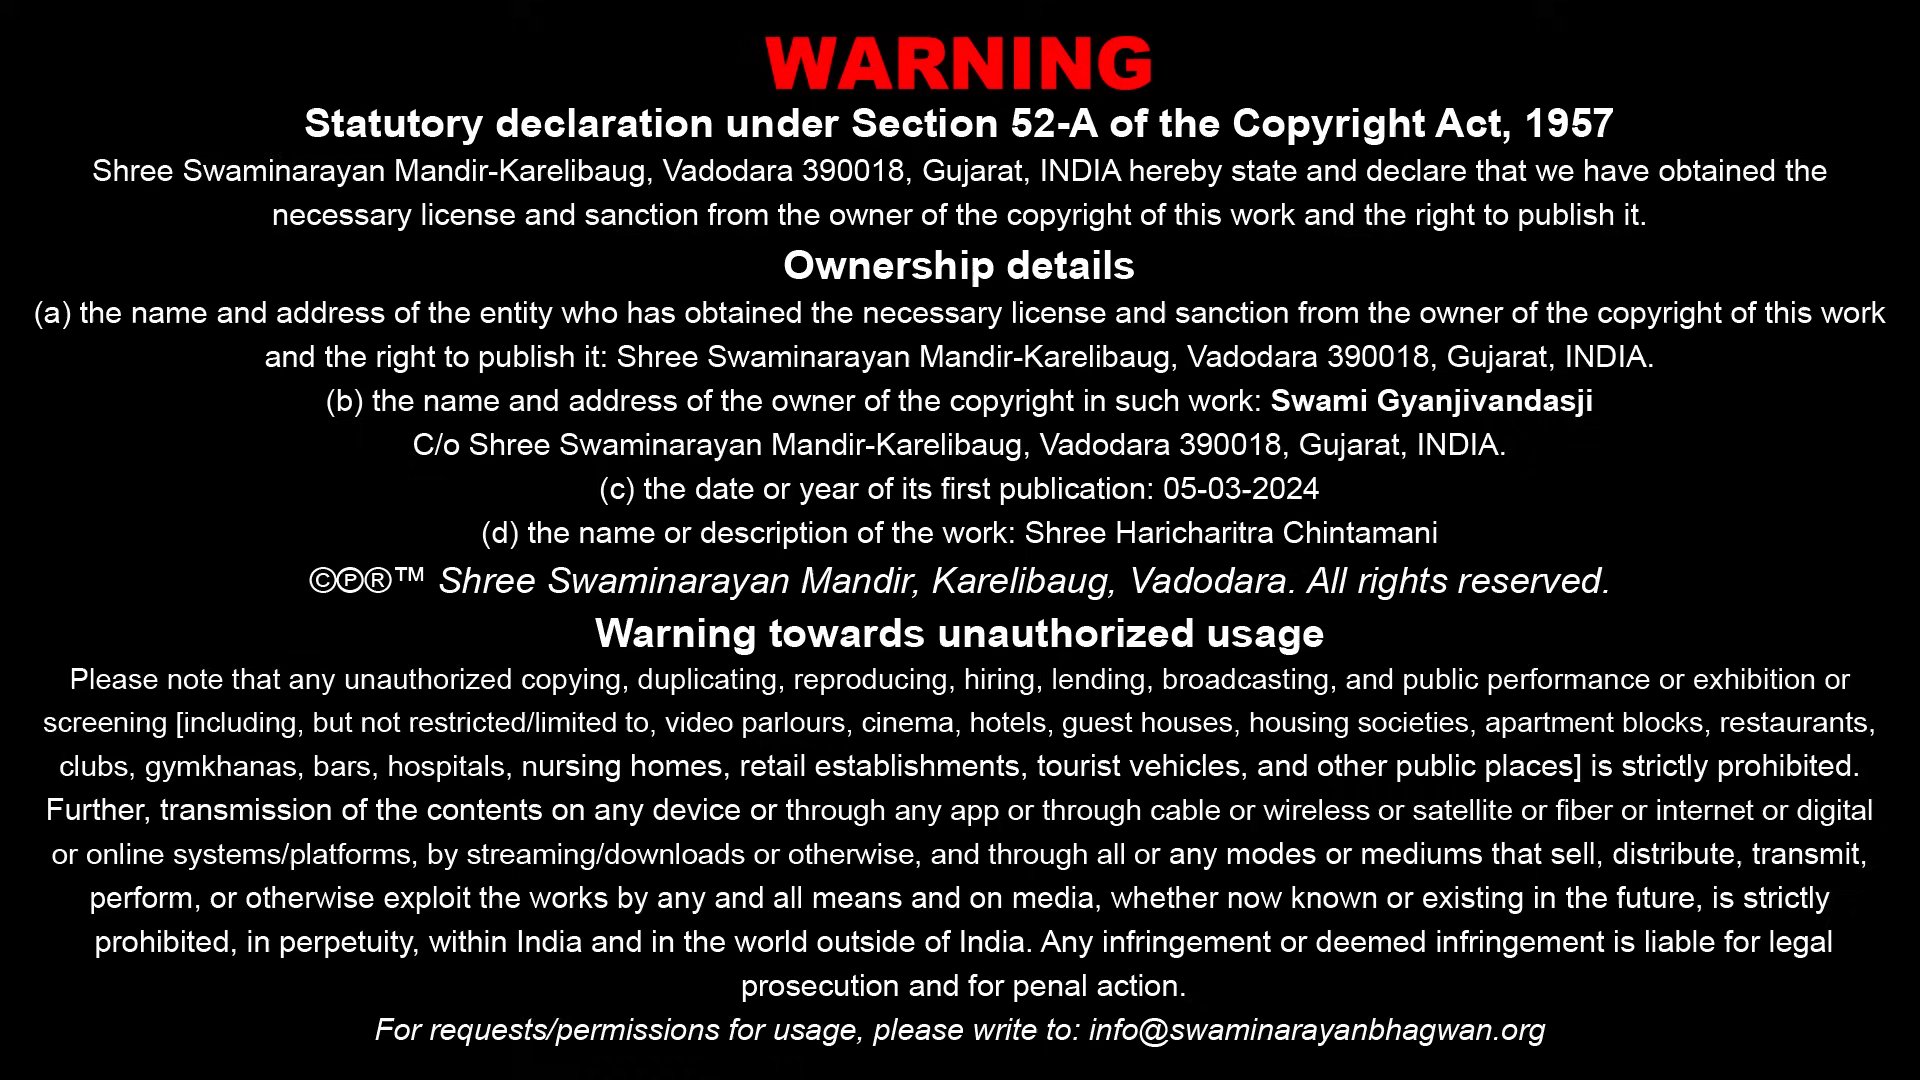 WARNING
Statutory declaration under Section 52-A of the Copyright Act, 1957
Shree Swaminarayan Mandir-Karelibaug, Vadodara 390018, Gujarat, INDIA hereby state and declare that we have obtained the
necessary license and sanction from the owner of the copyright of this work and the right to publish it.
Ownership details
(a) the name and address of the entity who has obtained the necessary license and sanction from the owner of the copyright of this work
and the right to publish it: Shree Swaminarayan Mandir-Karelibaug, Vadodara 390018, Gujarat, INDIA.
(b) the name and address of the owner of the copyright in such work: Swami Gyanjivandasji
C/o Shree Swaminarayan Mandir-Karelibaug, Vadodara 390018, Gujarat, INDIA.
(c) the date or year of its first publication: 05-03-2024
(d) the name or description of the work: Shree Haricharitra Chintamani
©℗®™ Shree Swaminarayan Mandir, Karelibaug, Vadodara. All rights reserved.
Warning towards unauthorized usage
Please note that any unauthorized copying, duplicating, reproducing, hiring, lending, broadcasting, and public performance or exhibition or
screening [including, but not restricted/limited to, video parlours, cinema, hotels, guest houses, housing societies, apartment blocks, restaurants,
clubs, gymkhanas, bars, hospitals, nursing homes, retail establishments, tourist vehicles, and other public places] is strictly prohibited.
Further, transmission of the contents on any device or through any app or through cable or wireless or satellite or fiber or internet or digital
or online systems/platforms, by streaming/downloads or otherwise, and through all or any modes or mediums that sell, distribute, transmit,
perform, or otherwise exploit the works by any and all means and on media, whether now known or existing in the future, is strictly
prohibited, in perpetuity, within India and in the world outside of India. Any infringement or deemed infringement is liable for legal
prosecution and for penal action.
For requests/permissions for usage, please write to: info@swaminarayanbhagwan.org